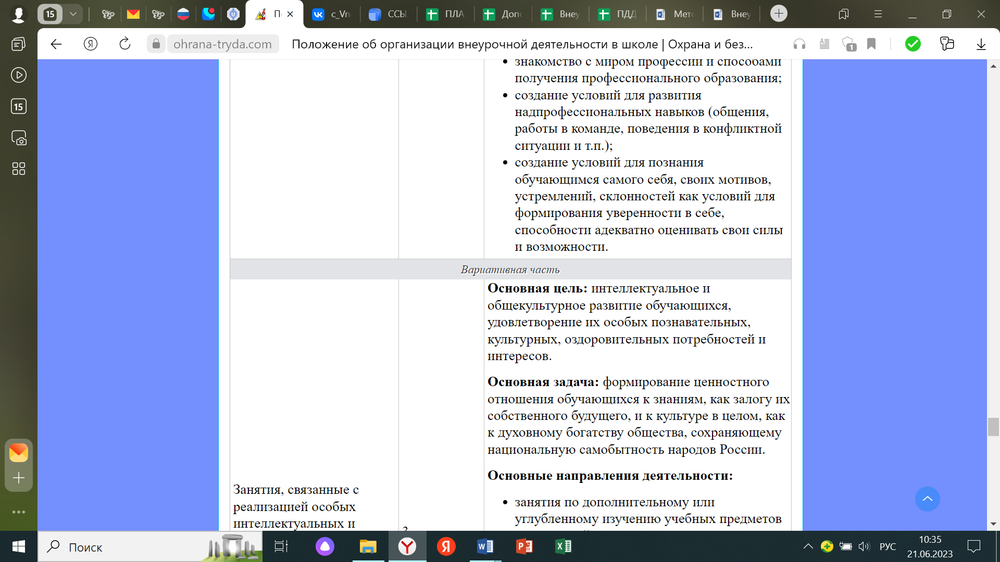 15
П
c_Vn
ССЫ
ПЛА
Допо
Внеу
ПДД
Мето
Внеу
ohrana-tryda.com
Положение об организации внеурочной деятельности в школе | Охрана и без...
1
15
знакомство с миром профессий и способами
получения профессионального образования;
создание условий для развития
надпрофессиональных навыков (общения,
работы в команде, поведения в конфликтной
ситуации и т.п.);
создание условий для познания
обучающимся самого себя, своих мотивов,
устремлений, склонностей как условий для
формирования уверенности в себе,
способности адекватно оценивать свои силы
и возможности.
Вариативная часть
Основная цель: интеллектуальное и
общекультурное развитие обучающихся,
удовлетворение их особых познавательных,
культурных, оздоровительных потребностей и
интересов.
Основная задача: формирование ценностного
отношения обучающихся к знаниям, как залогу их
собственного будущего, и к культуре в целом, как
к духовному богатству общества, сохраняющему
национальную самобытность народов России.
Основные направления деятельности:
занятия по дополнительному или
углубленному изучению учебных предметов
Занятия, связанные с
реализацией особых
интеллектуальных и
3
Поиск
РУС
10:35
21.06.2023